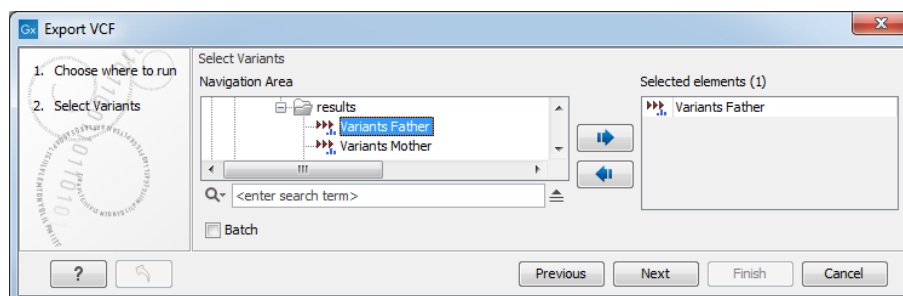 Gx Export VCF
1. Choose where to run
2. Select Variants
Select Variants
Navigation Area
results
Variants Father
Variants Mother
<enter search term>
Batch
Selected elements (1)
Variants Father
?
Previous
Next
Finish
Cancel